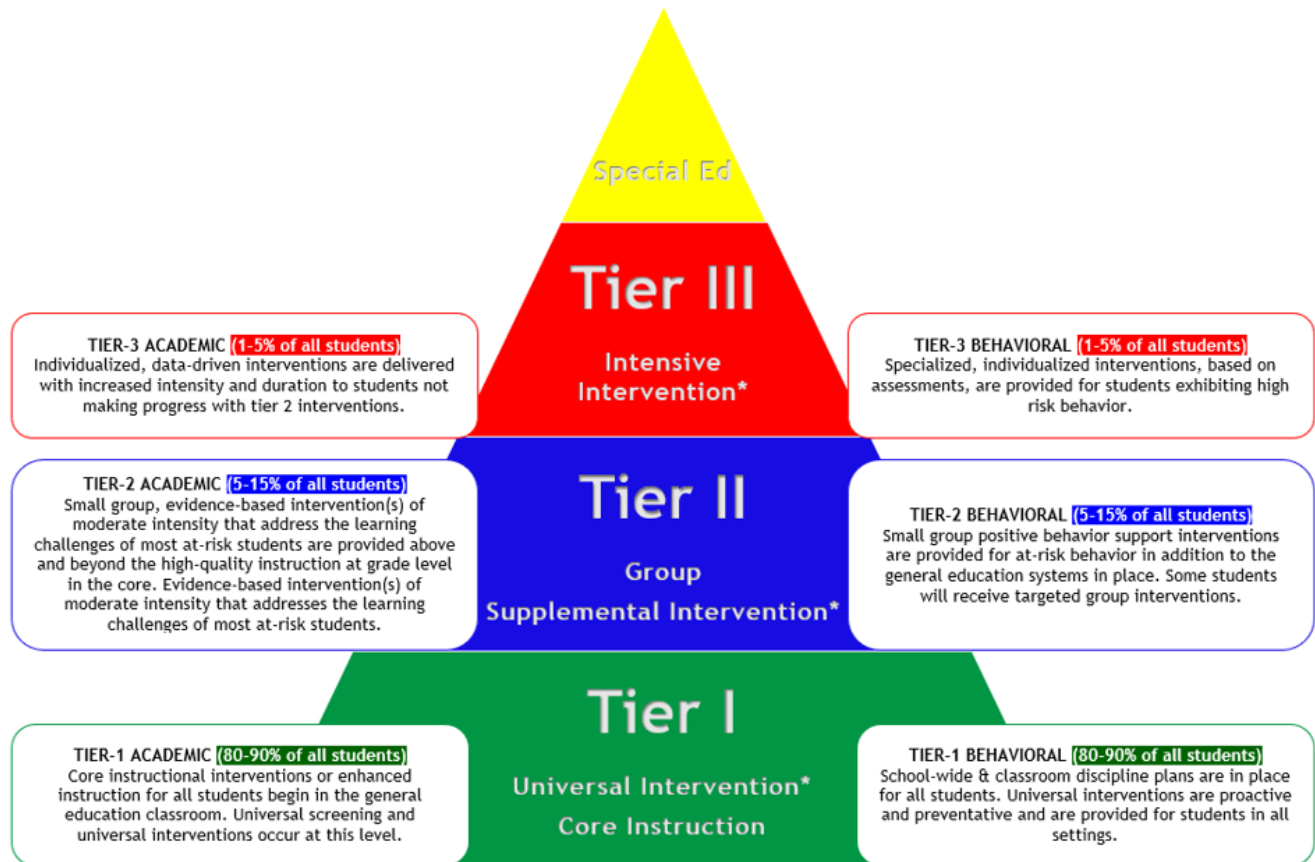 Special Ed
Tier III
Intensive
Intervention*
TIER-3 ACADEMIC (1-5% of all students)
Individualized, data-driven interventions are delivered
with increased intensity and duration to students not
making progress with tier 2 interventions.
TIER-3 BEHAVIORAL (1-5% of all students)
Specialized, individualized interventions, based on
assessments, are provided for students exhibiting high
risk behavior.
TIER-2 ACADEMIC (5-15% of all students)
Small group, evidence-based intervention(s) of
moderate intensity that address the learning
challenges of most at-risk students are provided above
and beyond the high-quality instruction at grade level
in the core. Evidence-based intervention(s) of
moderate intensity that addresses the learning
challenges of most at-risk students.
Tier II
Group
Supplemental Intervention*
TIER-2 BEHAVIORAL (5-15% of all students)
Small group positive behavior support interventions
are provided for at-risk behavior in addition to the
general education systems in place. Some students
will receive targeted group interventions.
Tier I
Universal Intervention*
Core Instruction
TIER-1 ACADEMIC (80-90% of all students)
Core instructional interventions or enhanced
instruction for all students begin in the general
education classroom. Universal screening and
universal interventions occur at this level.
TIER-1 BEHAVIORAL (80-90% of all students)
School-wide & classroom discipline plans are in place
for all students. Universal interventions are proactive
and preventative and are provided for students in all
settings.